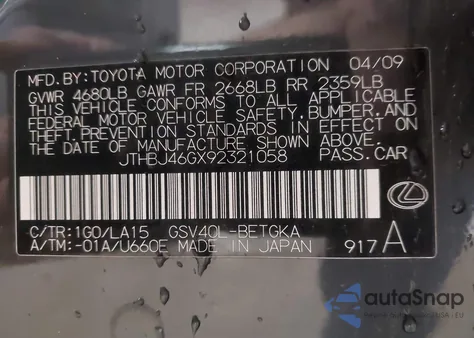 MFD. BY: TOYOTA MOTOR CORPORATION 04/09
GVWR 4680LB GAWR FR 2668LB RR 2359LB
THIS VEHICLE CONFORMS TO ALL APPLICABLE
FEDERAL MOTOR VEHICLE SAFETY, BUMPER, AND
THEFT PREVENTION STANDARDS IN EFFECT ON
THE DATE OF MANUFACTURE SHOWN ABOVE.
JTHBJ46GX92321058 PASS. CAR
C/TR: 1G0/LA15 GSV40L-BETGKA
A/TM: -01A/U660E MADE IN JAPAN 917 A
autoSnap